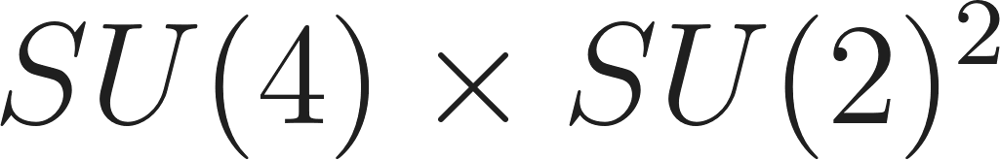 SU(4) × SU(2)²